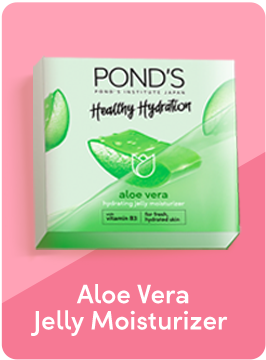 POND'S
POND'S INSTITUTE JAPAN
Healthy Hydration
aloe vera
hydrating jelly moisturizer
with vitamin B3
for fresh, hydrated skin
Aloe Vera
Jelly Moisturizer